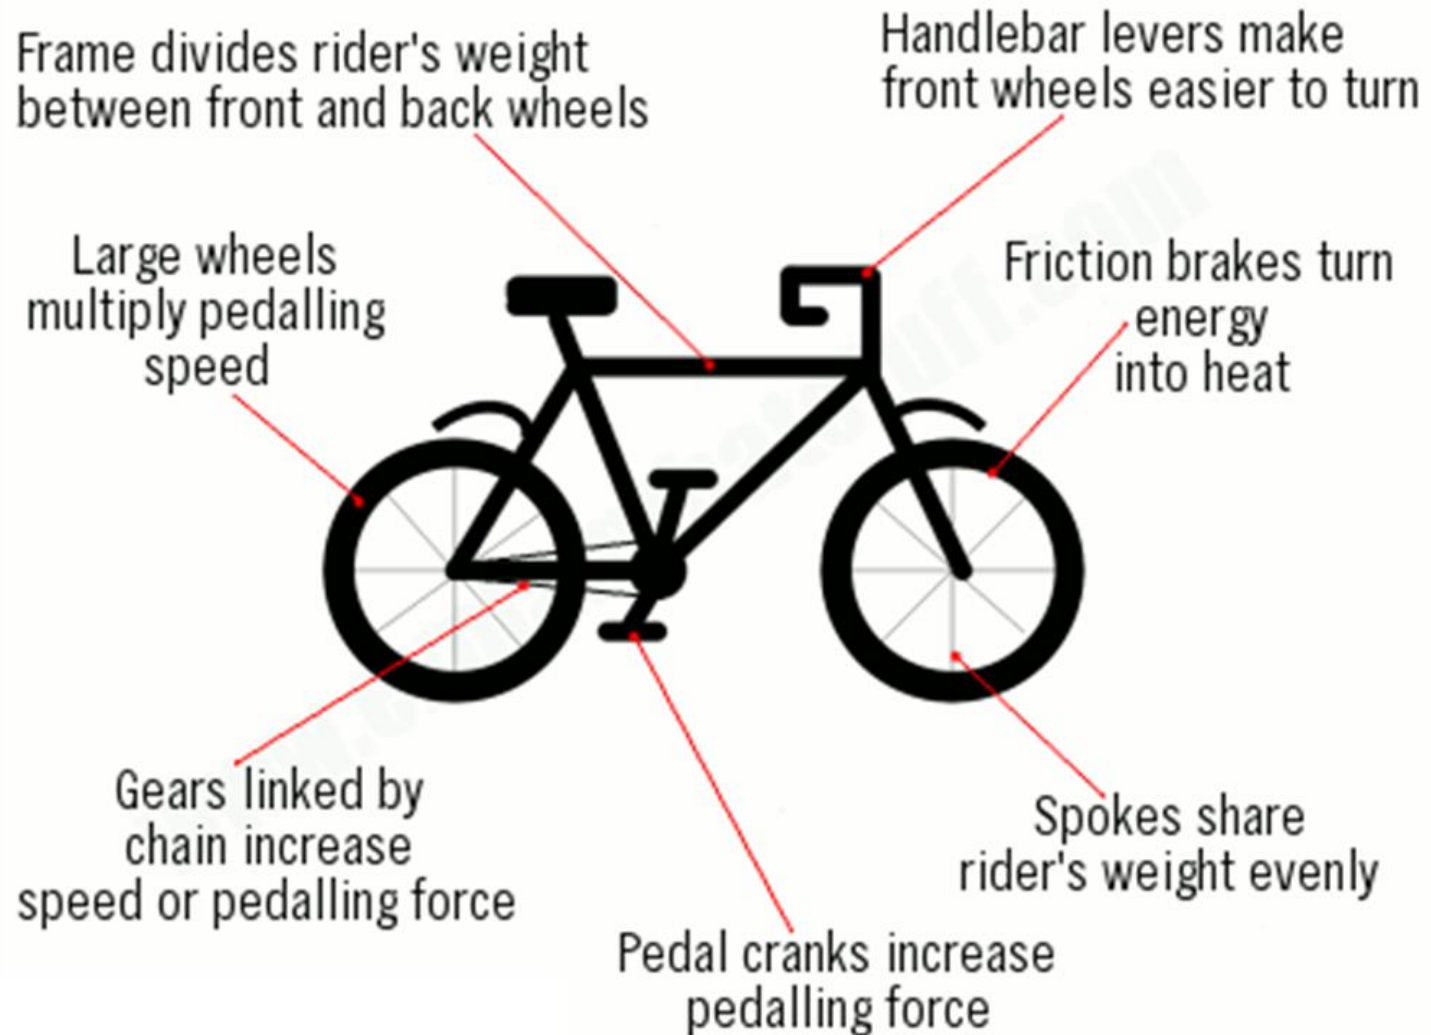 Frame divides rider's weight
between front and back wheels
Handlebar levers make
front wheels easier to turn
Large wheels
multiply pedalling
speed
Friction brakes turn
energy
into heat
Gears linked by
chain increase
speed or pedalling force
Spokes share
rider's weight evenly
Pedal cranks increase
pedalling force